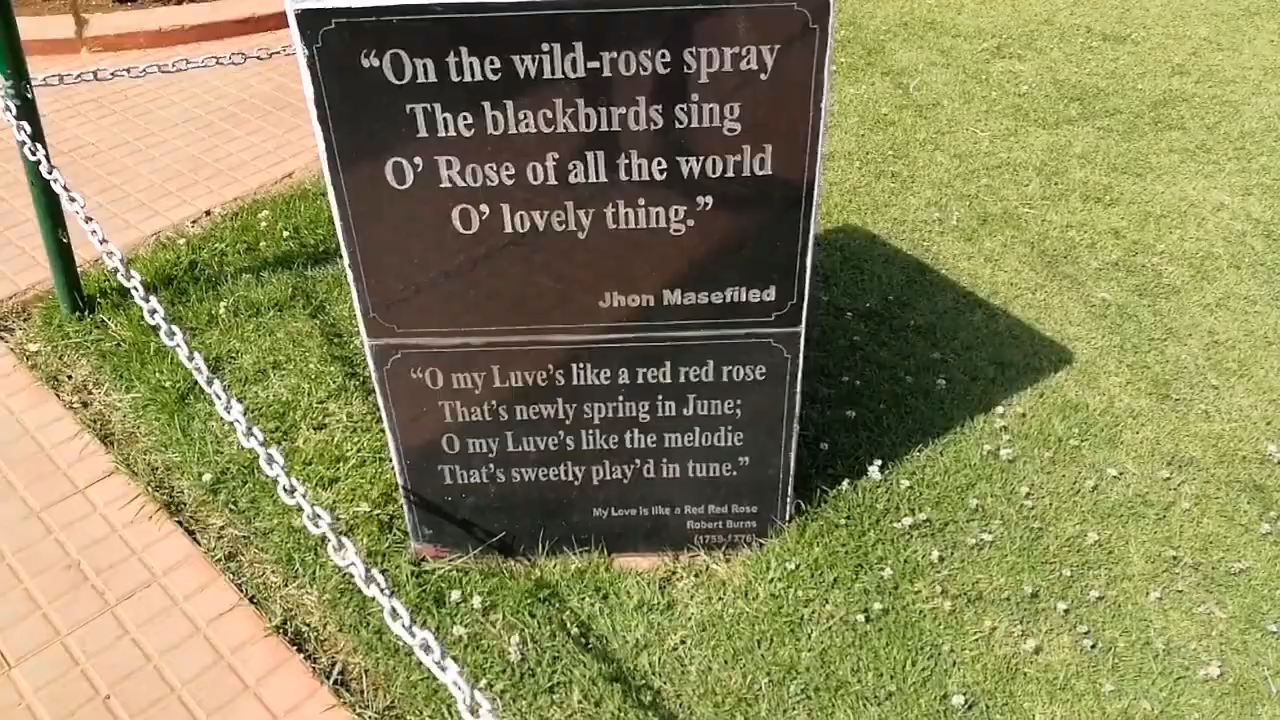 “On the wild-rose spray
The blackbirds sing
O’ Rose of all the world
O’ lovely thing.”
Jhon Masefiled
“O my Luve’s like a red red rose
That’s newly spring in June;
O my Luve’s like the melodie
That’s sweetly play’d in tune.”
My Love is like a Red Red Rose
Robert Burns
(1759-1776)